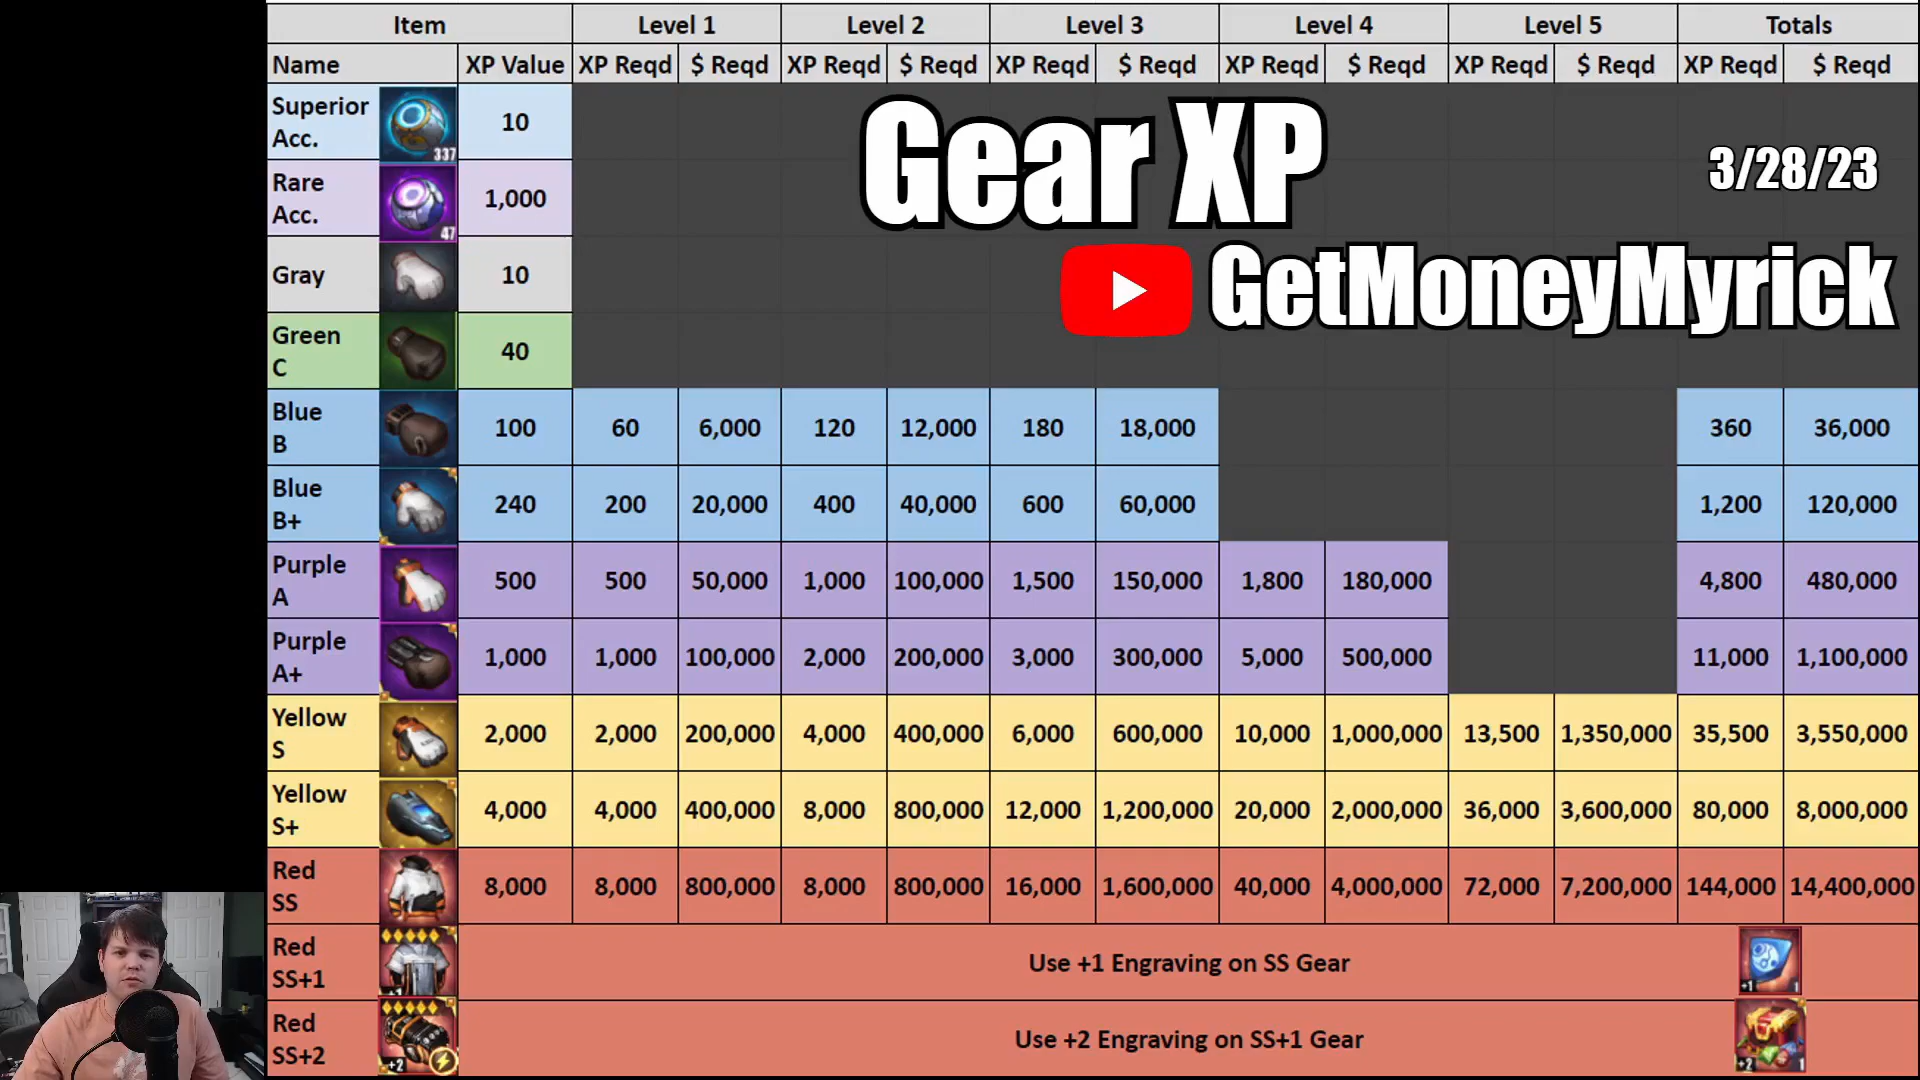 Item Level 1 Level 2 Level 3 Level 4 Level 5 Totals
Name XP Value XP Reqd $ Reqd XP Reqd $ Reqd XP Reqd $ Reqd XP Reqd $ Reqd XP Reqd $ Reqd XP Reqd $ Reqd
Superior
Acc.
337
10
Rare
Acc.
47
1,000
Gear XP
3/28/23
GetMoneyMyrick
Gray 10
Green
C
40
Blue
B
100 60 6,000 120 12,000 180 18,000 360 36,000
Blue
B+
240 200 20,000 400 40,000 600 60,000 1,200 120,000
Purple
A
500 500 50,000 1,000 100,000 1,500 150,000 1,800 180,000 4,800 480,000
Purple
A+
1,000 1,000 100,000 2,000 200,000 3,000 300,000 5,000 500,000 11,000 1,100,000
Yellow
S
2,000 2,000 200,000 4,000 400,000 6,000 600,000 10,000 1,000,000 13,500 1,350,000 35,500 3,550,000
Yellow
S+
4,000 4,000 400,000 8,000 800,000 12,000 1,200,000 20,000 2,000,000 36,000 3,600,000 80,000 8,000,000
Red
SS
8,000 8,000 800,000 8,000 800,000 16,000 1,600,000 40,000 4,000,000 72,000 7,200,000 144,000 14,400,000
Red
SS+1
+1
Use +1 Engraving on SS Gear
+1 1
Red
SS+2
+2
Use +2 Engraving on SS+1 Gear
+2 1